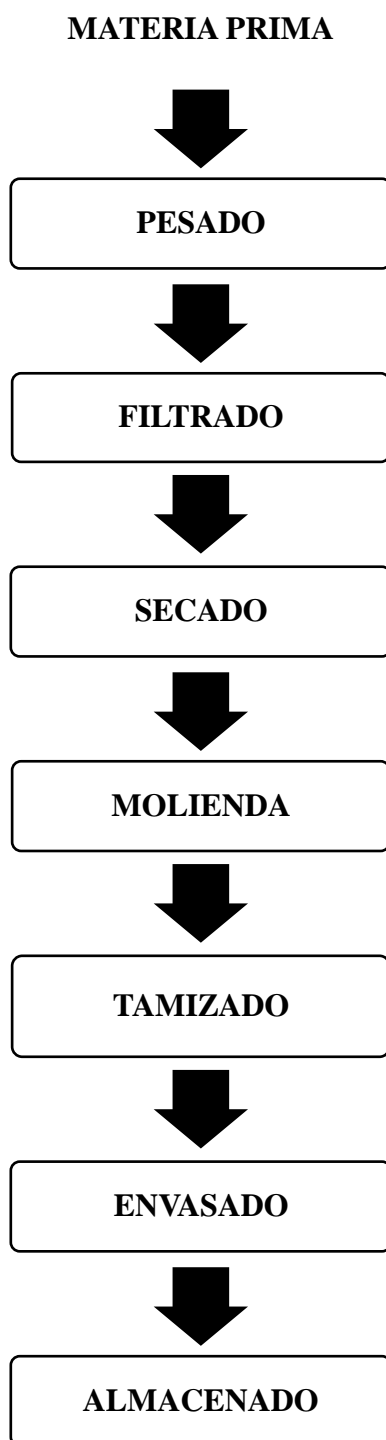 MATERIA PRIMA
PESADO
FILTRADO
SECADO
MOLIENDA
TAMIZADO
ENVASADO
ALMACENADO